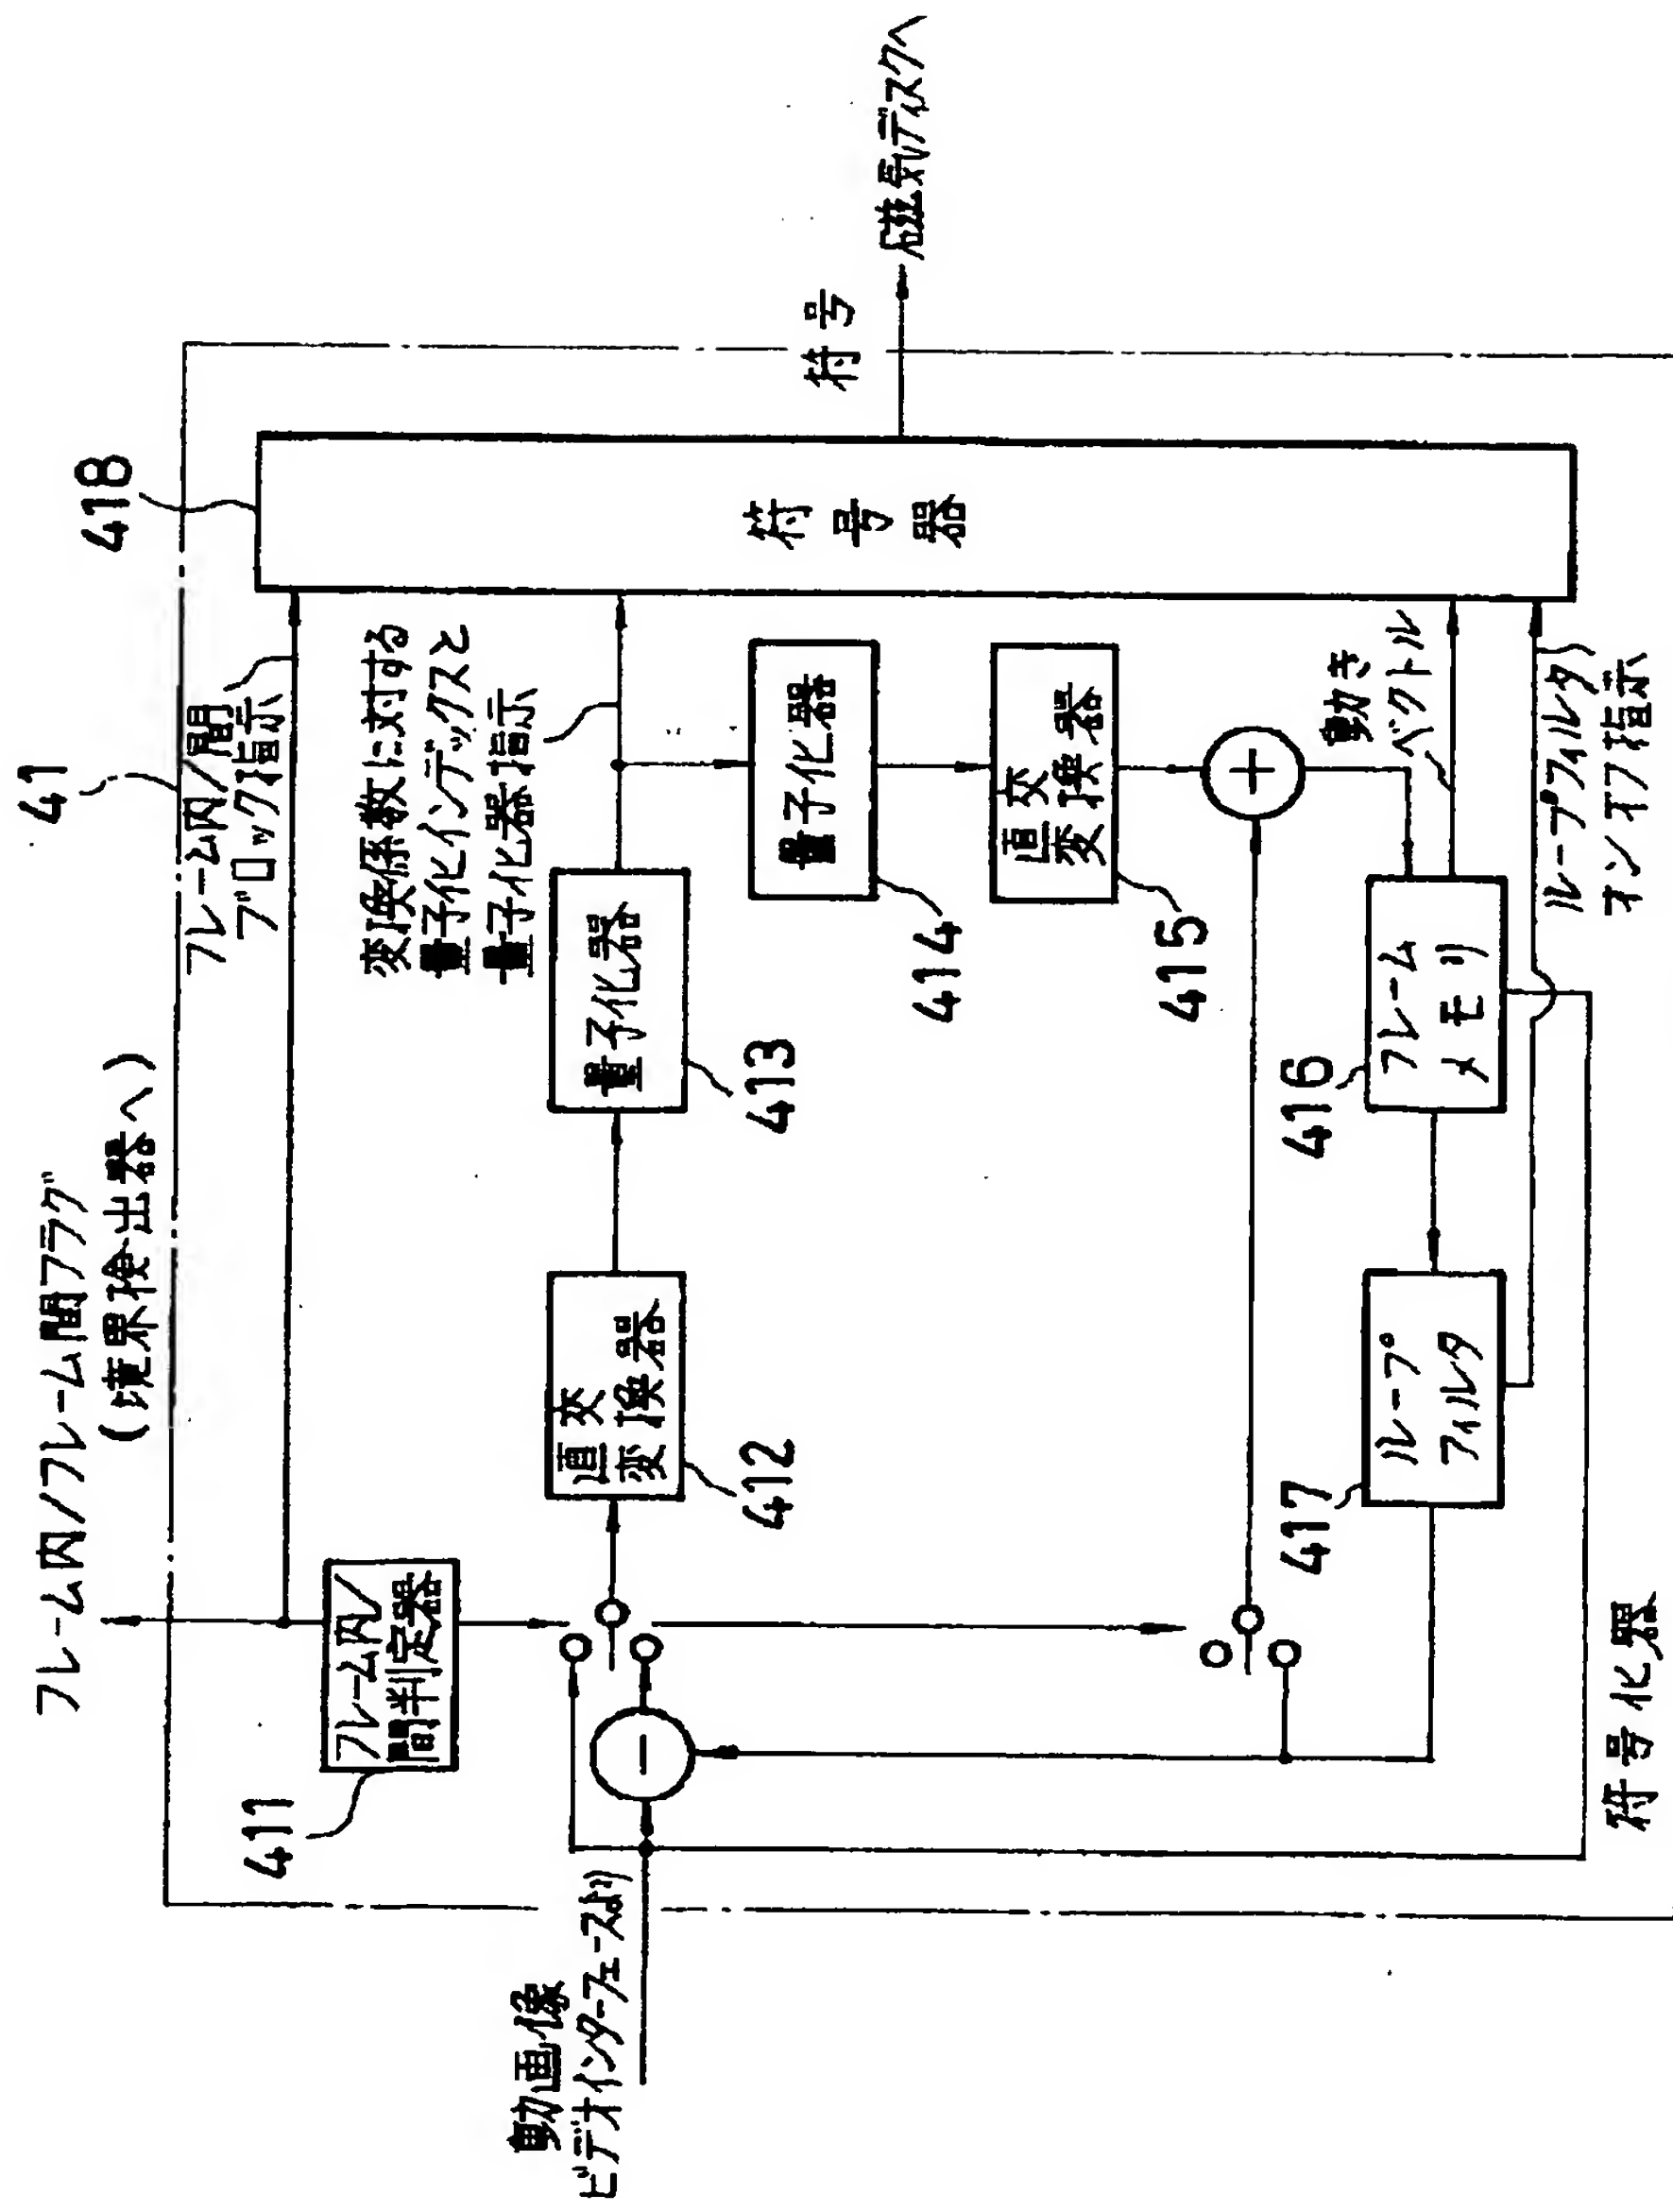 フレーム内/フレーム間フラグ
(境界検出器へ)
41
418
フレーム内/間
ブロック指示
411
フレーム内/
間判定器
変換係数に対する
量子化インデックスと
量子化器指示
動画像
ビデオインターフェースより
直交
変換器
412
量子化器
413
量子化器
414
符号器
符号
磁気ディスクへ
直交
変換器
415
+
-
動き
ベクトル
417
ループ
フィルタ
416
フレーム
メモリ
ループフィルタ
オンオフ指示
符号化器